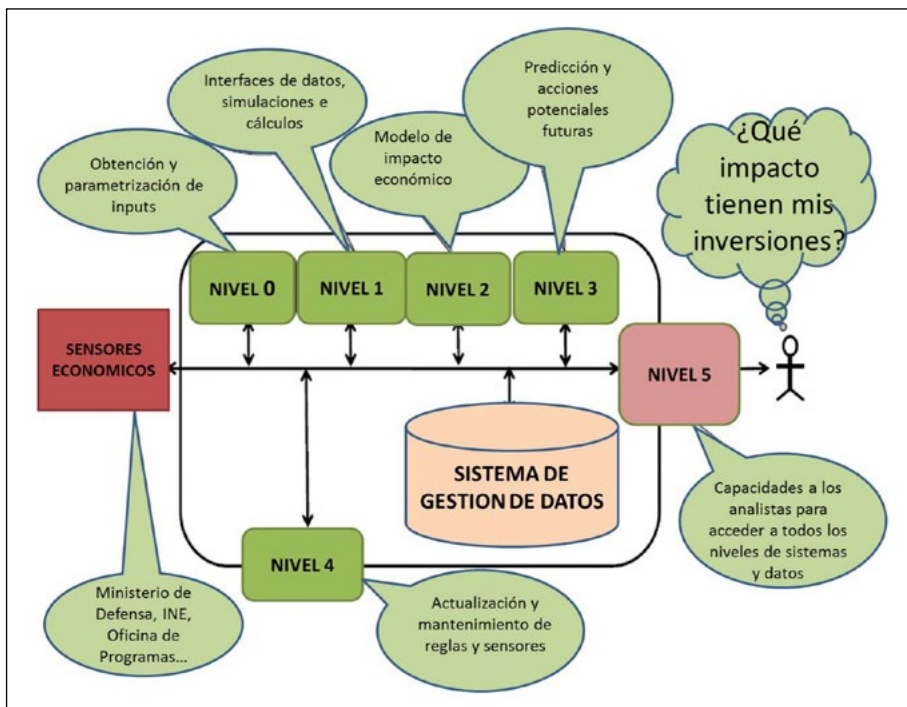 Interfaces de datos,
simulaciones e
cálculos
Predicción y
acciones
potenciales
futuras
Modelo de
impacto
económico
Obtención y
parametrización de
inputs
¿Qué
impacto
tienen mis
inversiones?
NIVEL 0
NIVEL 1
NIVEL 2
NIVEL 3
SENSORES
ECONOMICOS
NIVEL 5
SISTEMA DE
GESTION DE DATOS
Capacidades a los
analistas para
acceder a todos los
niveles de sistemas
y datos
NIVEL 4
Ministerio de
Defensa, INE,
Oficina de
Programas...
Actualización y
mantenimiento de
reglas y sensores